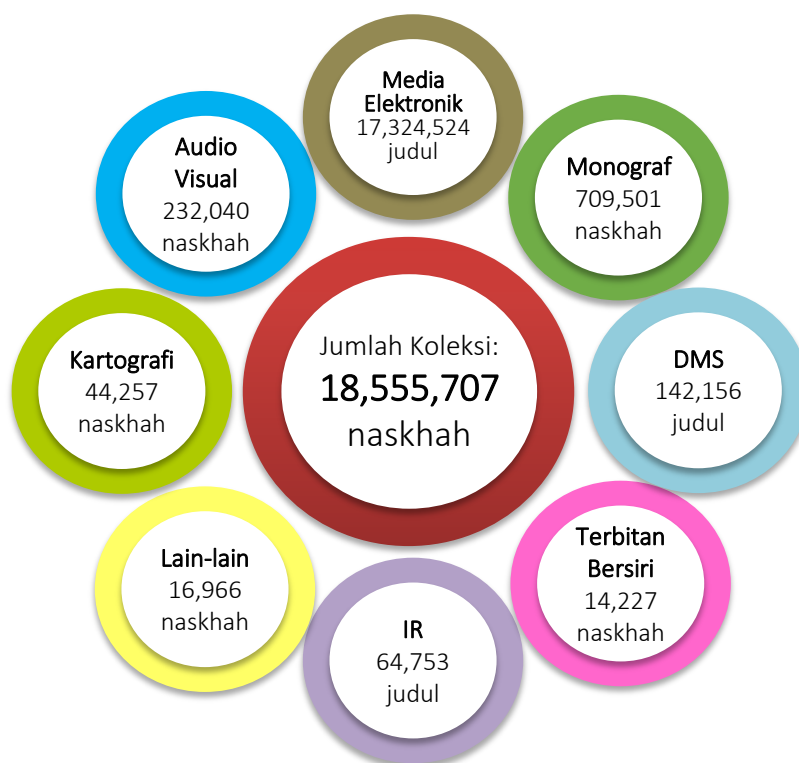 Media
Elektronik
17,324,524
judul
Monograf
709,501
naskhah
DMS
142,156
judul
Terbitan
Bersiri
14,227
naskhah
IR
64,753
judul
Lain-lain
16,966
naskhah
Kartografi
44,257
naskhah
Audio
Visual
232,040
naskhah
Jumlah Koleksi:
18,555,707
naskhah